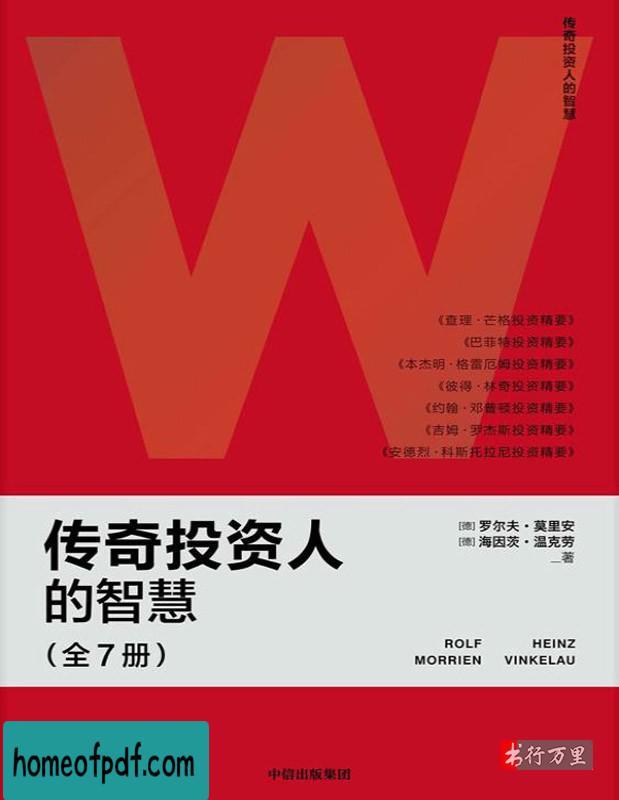 传奇投资人的智慧
W
《查理·芒格投资精要》
《巴菲特投资精要》
《本杰明·格雷厄姆投资精要》
《彼得·林奇投资精要》
《约翰·邓普顿投资精要》
《吉姆·罗杰斯投资精要》
《安德烈·科斯托拉尼投资精要》
传奇投资人
的智慧
（全7册）
[德] 罗尔夫·莫里安
[德] 海因茨·温克劳
__著
ROLF HEINZ
MORRIEN VINKELAU
homeofpdf.com
中信出版集团
书行万里